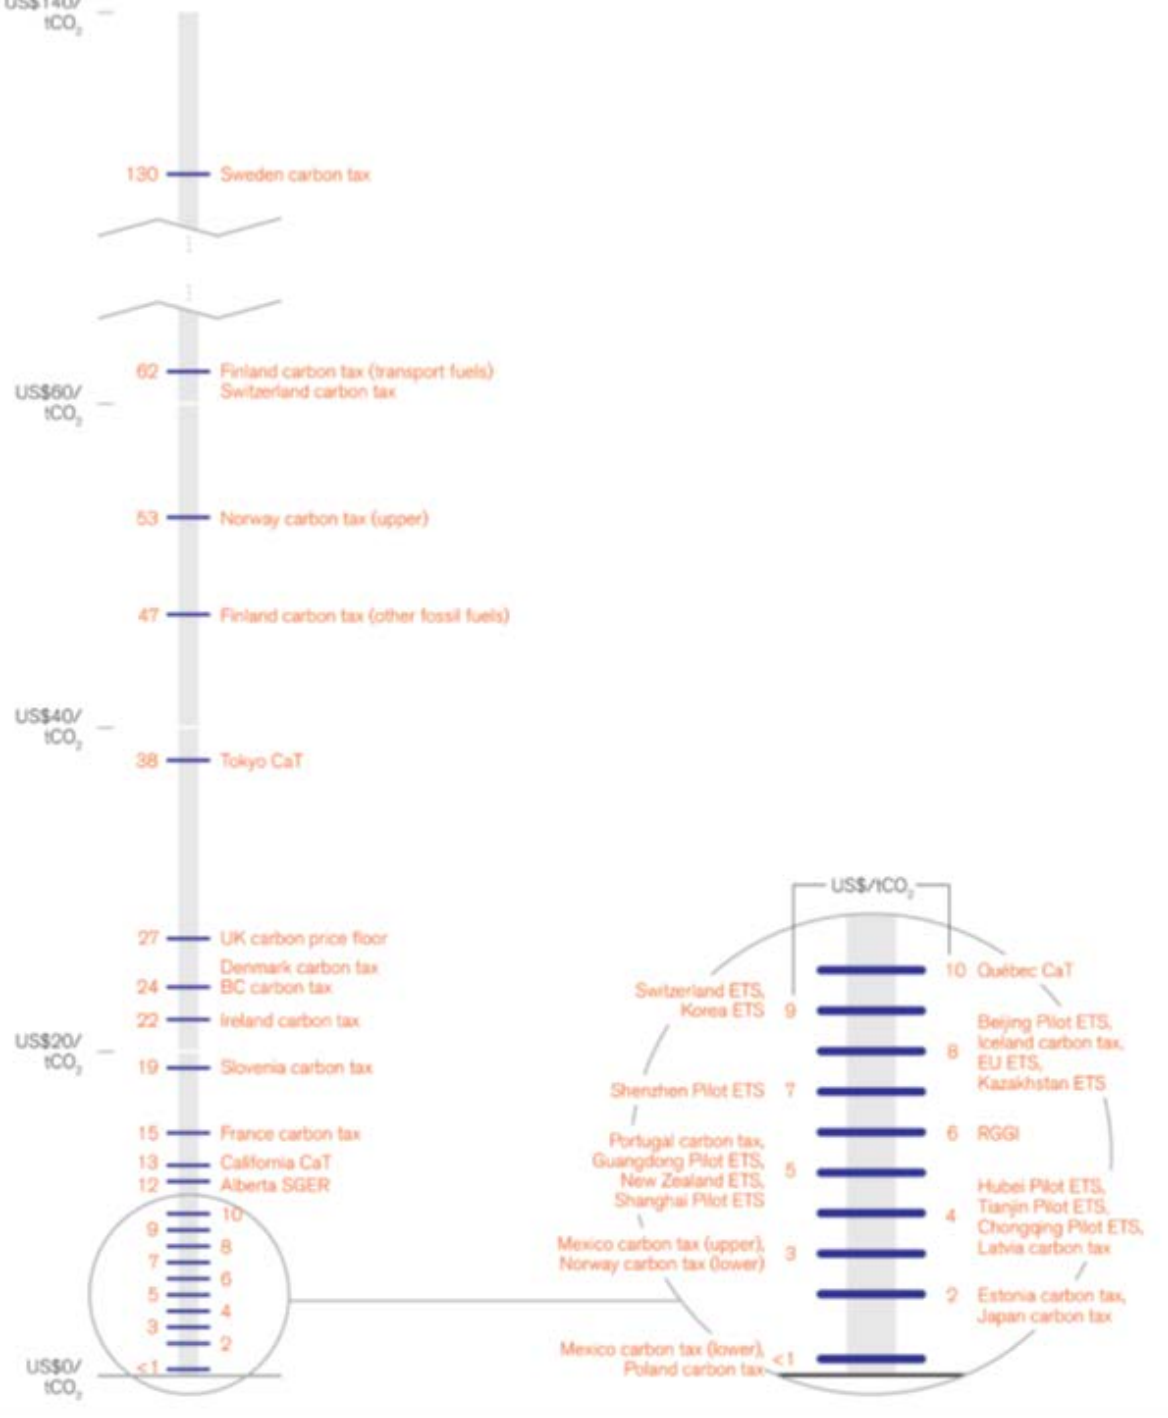 US$140/
tCO₂
130 Sweden carbon tax
62 Finland carbon tax (transport fuels)
Switzerland carbon tax
US$60/
tCO₂
53 Norway carbon tax (upper)
47 Finland carbon tax (other fossil fuels)
US$40/
tCO₂
38 Tokyo CaT
27 UK carbon price floor
Denmark carbon tax
24 BC carbon tax
22 Ireland carbon tax
US$20/
tCO₂
19 Slovenia carbon tax
15 France carbon tax
13 California CaT
12 Alberta SGER
10
9
8
7
6
5
4
3
2
<1
US$0/
tCO₂
US$/tCO₂
10 Québec CaT
Switzerland ETS,
Korea ETS 9
Beijing Pilot ETS,
Iceland carbon tax,
8
EU ETS,
Kazakhstan ETS
Shenzhen Pilot ETS 7
6 RGGI
Portugal carbon tax,
Guangdong Pilot ETS,
5
New Zealand ETS,
Shanghai Pilot ETS
Hubei Pilot ETS,
Tianjin Pilot ETS,
4
Chongqing Pilot ETS,
Latvia carbon tax
Mexico carbon tax (upper),
3
Norway carbon tax (lower)
2 Estonia carbon tax,
Japan carbon tax
Mexico carbon tax (lower),
<1
Poland carbon tax